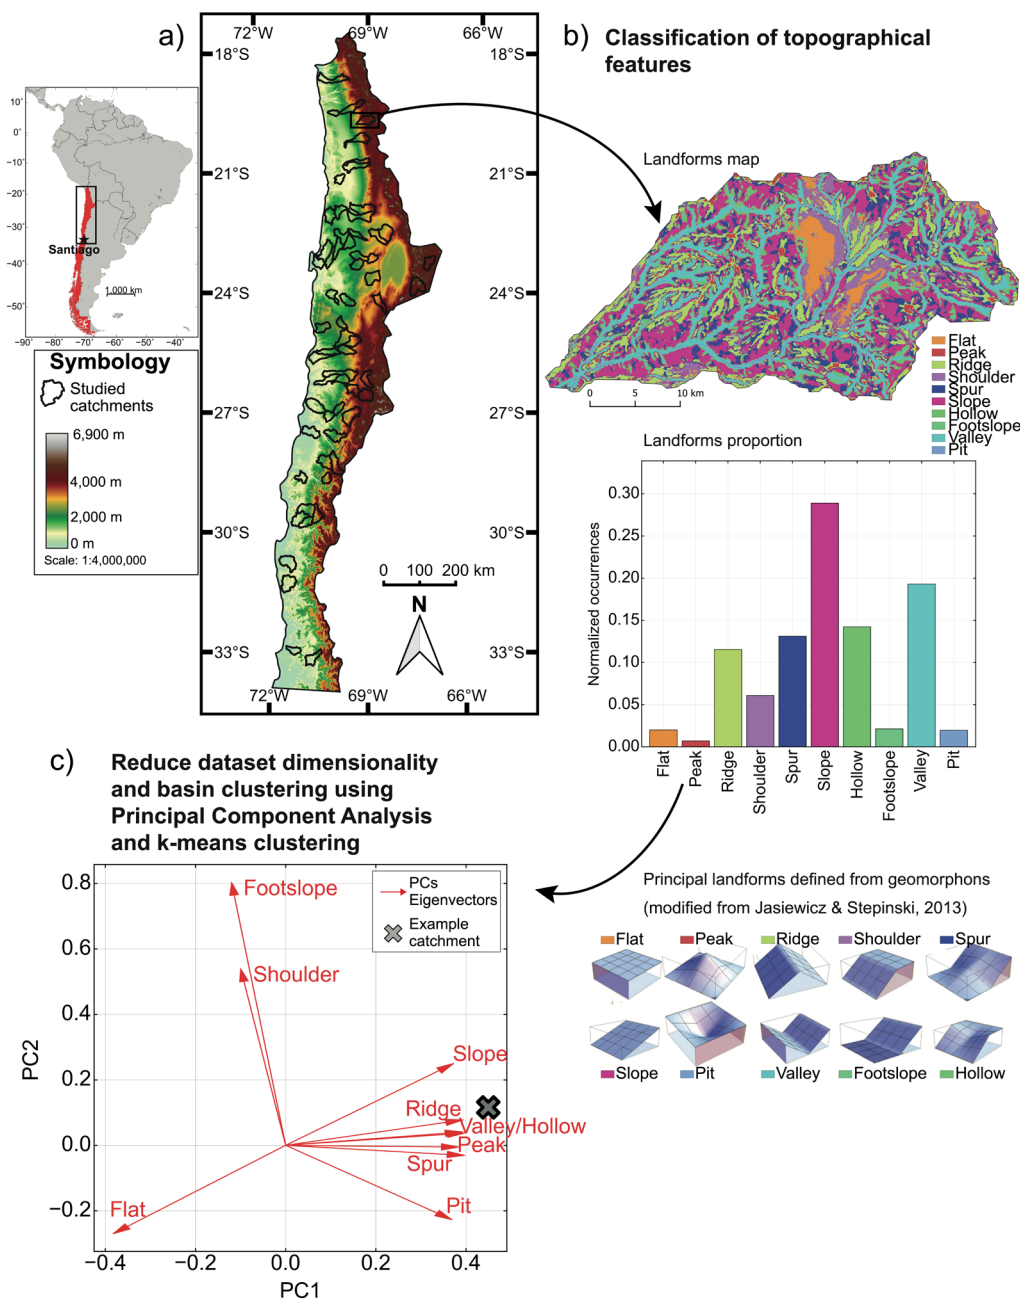 a)
72°W
69°W
66°W
18°S
21°S
24°S
27°S
30°S
33°S
72°W
69°W
66°W
0 100 200 km
N
10°
0°
−10°
−20°
−30°
−40°
−50°
−90°
−80°
−70°
−60°
−50°
−40°
Santiago
1,000 km
Symbology
Studied
catchments
6,900 m
4,000 m
2,000 m
0 m
Scale: 1:4,000,000
b)
Classification of topographical
features
Landforms map
Flat
Peak
Ridge
Shoulder
Spur
Slope
Hollow
Footslope
Valley
Pit
0 5 10 km
Landforms proportion
Normalized occurrences
0.30
0.25
0.20
0.15
0.10
0.05
0.00
Flat
Peak
Ridge
Shoulder
Spur
Slope
Hollow
Footslope
Valley
Pit
Principal landforms defined from geomorphons
(modified from Jasiewicz & Stepinski, 2013)
Flat Peak Ridge Shoulder Spur
Slope Pit Valley Footslope Hollow
c)
Reduce dataset dimensionality
and basin clustering using
Principal Component Analysis
and k-means clustering
PCs
Eigenvectors
Example
catchment
Footslope
Shoulder
Slope
Ridge
Valley/Hollow
Peak
Spur
Pit
Flat
PC2
0.8
0.6
0.4
0.2
0.0
−0.2
−0.4
−0.2
0.0
0.2
0.4
PC1